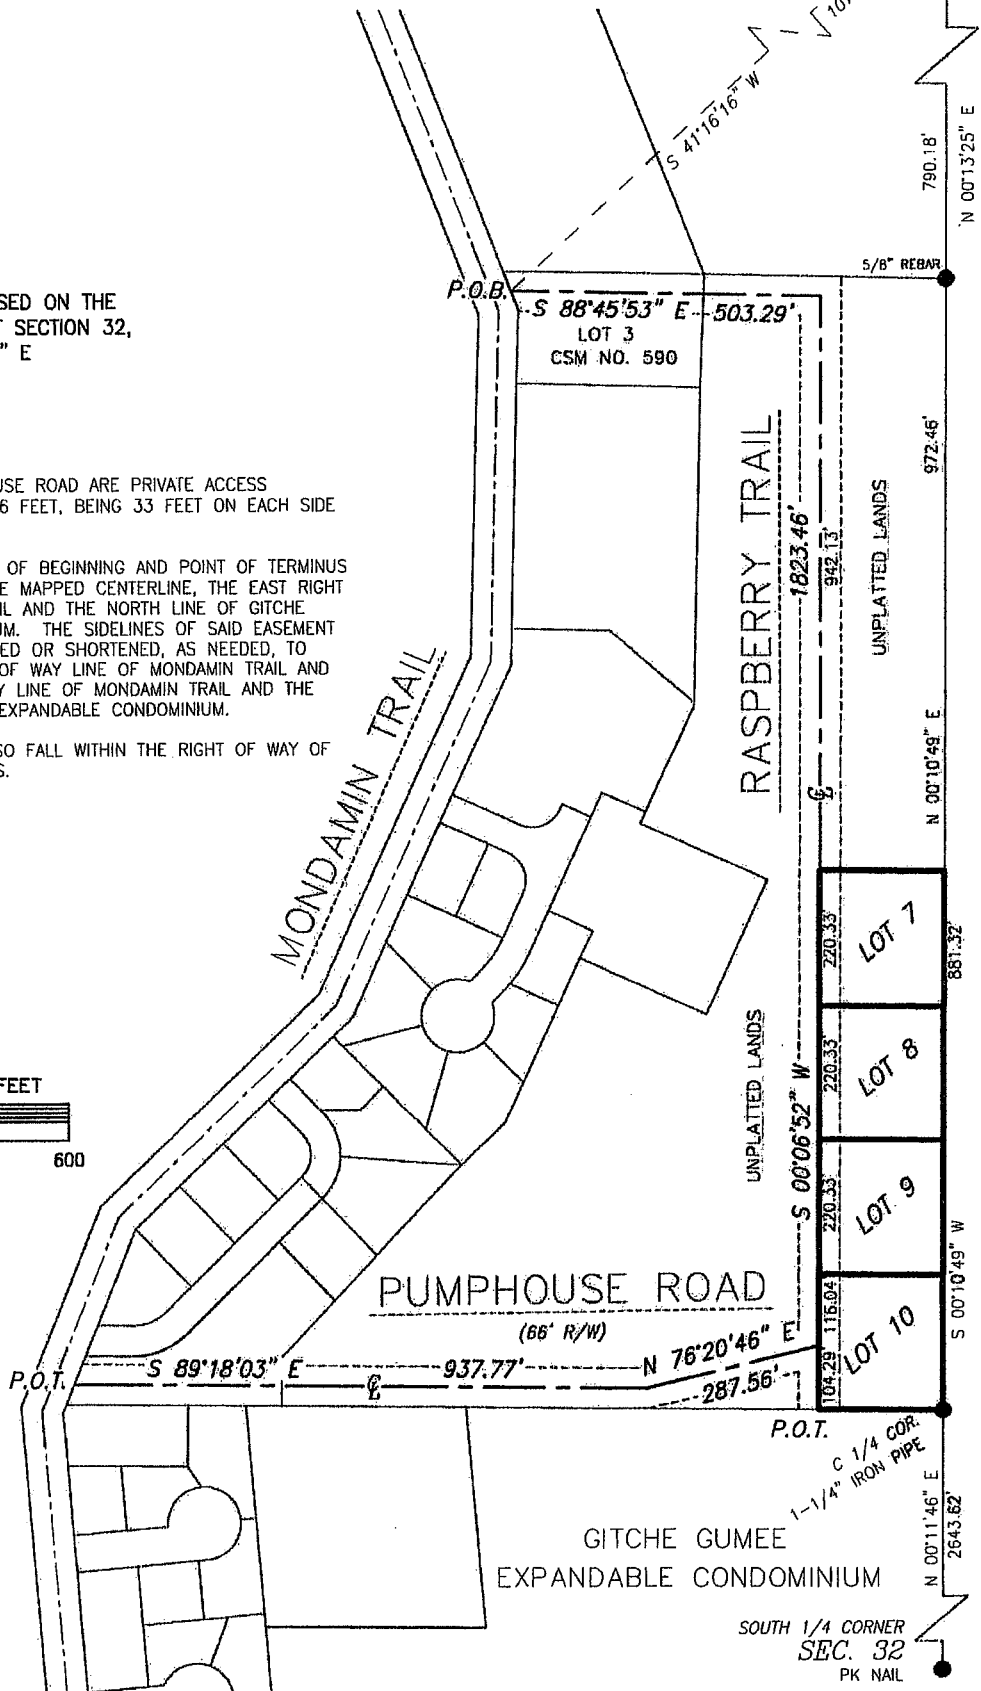 S 41°16'16" W
790.18'
N 00°13'25" E
5/8" REBAR
P.O.B.
S 88°45'53" E
503.29'
LOT 3
CSM NO. 590
SED ON THE
SECTION 32,
" E
USE ROAD ARE PRIVATE ACCESS
6 FEET, BEING 33 FEET ON EACH SIDE
OF BEGINNING AND POINT OF TERMINUS
E MAPPED CENTERLINE, THE EAST RIGHT
IL AND THE NORTH LINE OF GITCHE
UM. THE SIDELINES OF SAID EASEMENT
ED OR SHORTENED, AS NEEDED, TO
OF WAY LINE OF MONDAMIN TRAIL AND
Y LINE OF MONDAMIN TRAIL AND THE
EXPANDABLE CONDOMINIUM.
SO FALL WITHIN THE RIGHT OF WAY OF
S.
MONDAMIN TRAIL
RASPBERRY TRAIL
1823.46'
942.13'
UNPLATTED LANDS
972.46'
N 00°10'49" E
220.33'
LOT 7
881.32'
220.33'
LOT 8
UNPLATTED LANDS
S 00°06'52" W
220.33'
LOT 9
116.04
104.29
LOT 10
S 00°10'49" W
FEET
600
PUMPHOUSE ROAD
(66' R/W)
P.O.T.
S 89°18'03" E
937.77'
N 76°20'46" E
287.56'
P.O.T.
C 1/4 COR.
1-1/4" IRON PIPE
N 00°11'46" E
2643.62'
GITCHE GUMEE
EXPANDABLE CONDOMINIUM
SOUTH 1/4 CORNER
SEC. 32
PK NAIL